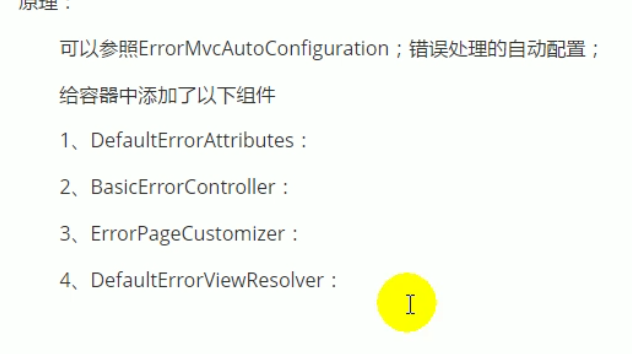 原理：
可以参照ErrorMvcAutoConfiguration；错误处理的自动配置；
给容器中添加了以下组件
1、DefaultErrorAttributes：
2、BasicErrorController：
3、ErrorPageCustomizer：
4、DefaultErrorViewResolver：